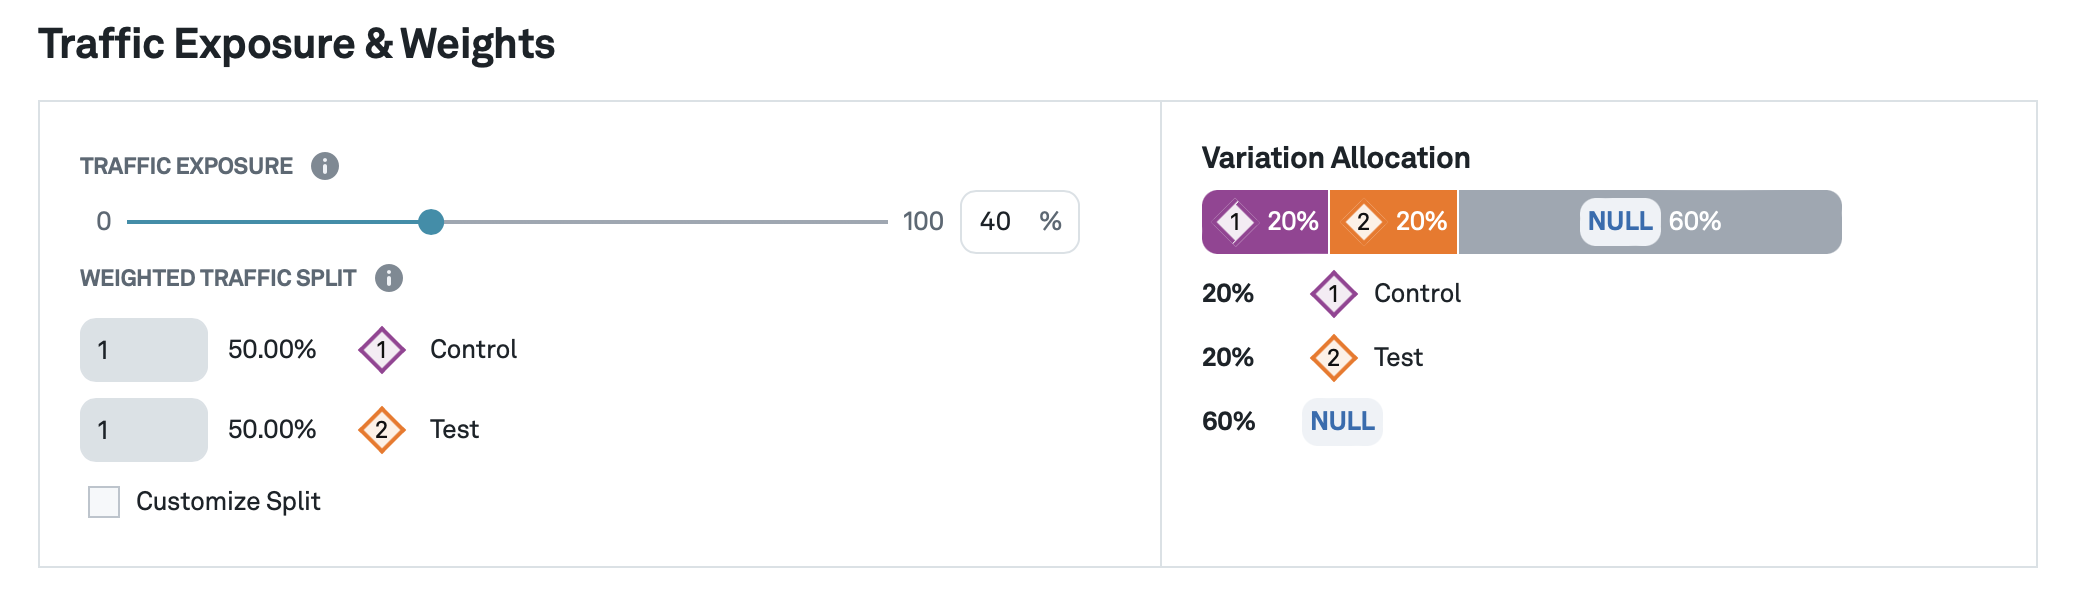 Traffic Exposure & Weights
TRAFFIC EXPOSURE i
0 100 40 %
WEIGHTED TRAFFIC SPLIT i
1 50.00% 1 Control
1 50.00% 2 Test
Customize Split
Variation Allocation
1 20% 2 20% NULL 60%
20% 1 Control
20% 2 Test
60% NULL